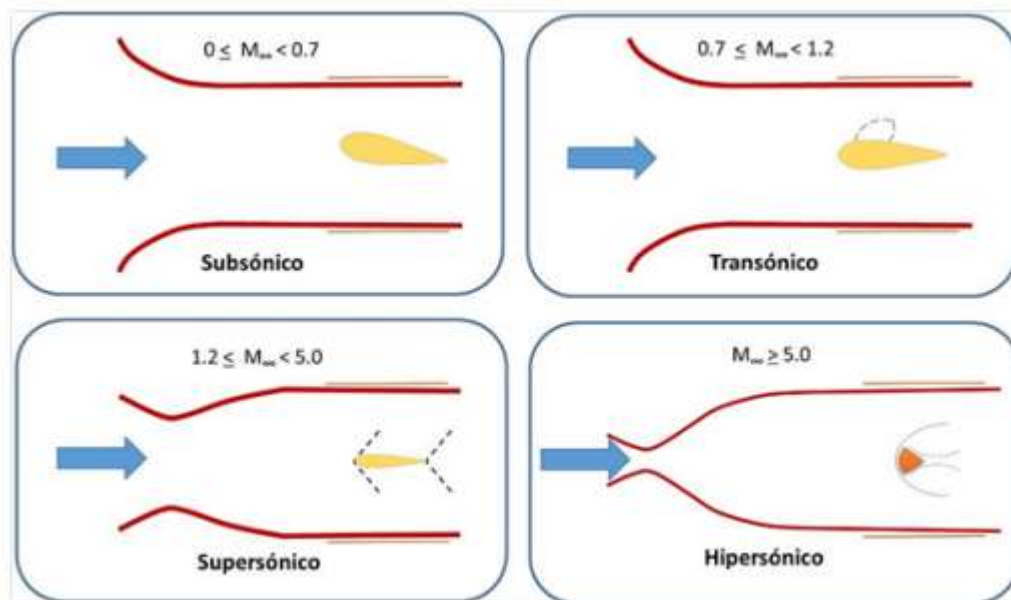 0 ≤ M∞ < 0.7
Subsónico
0.7 ≤ M∞ < 1.2
Transónico
1.2 ≤ M∞ < 5.0
Supersónico
M∞ ≥ 5.0
Hipersónico